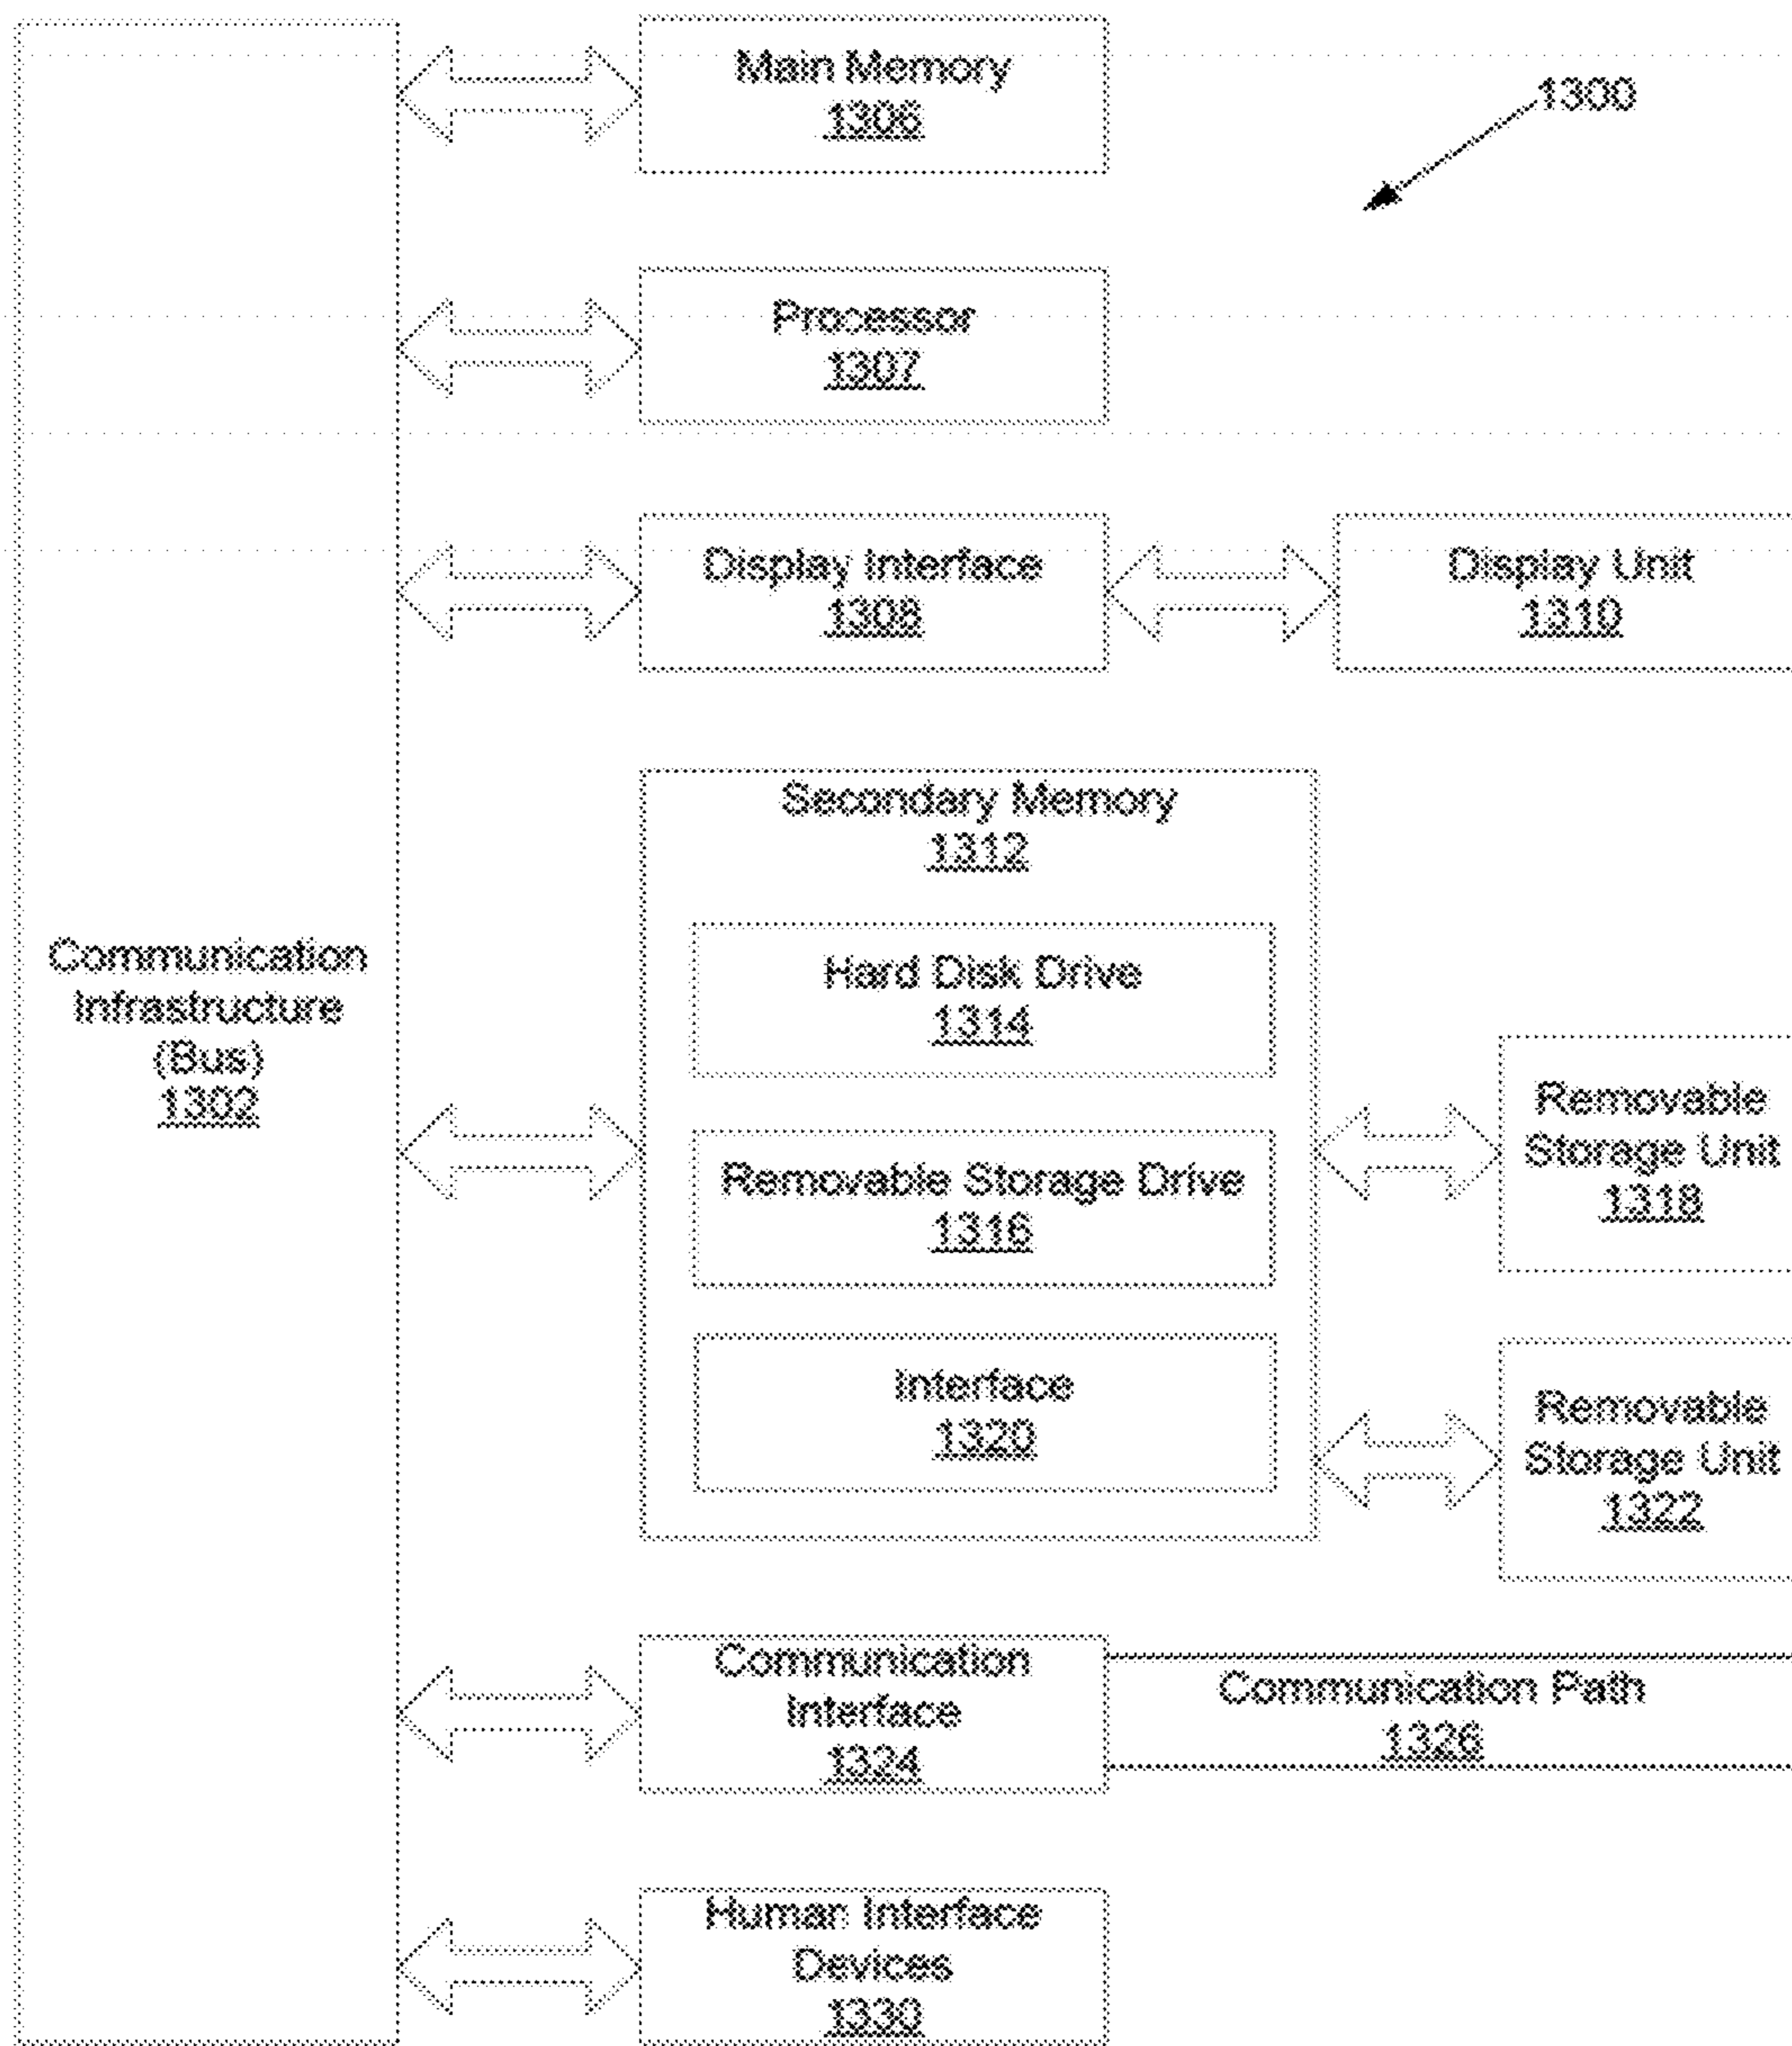 Main Memory
1306
1300
Processor
1307
Display Interface
1308
Display Unit
1310
Secondary Memory
1312
Hard Disk Drive
1314
Removable Storage Drive
1316
Interface
1320
Communication
Infrastructure
(Bus)
1302
Removable
Storage Unit
1318
Removable
Storage Unit
1322
Communication
Interface
1324
Communication Path
1326
Human Interface
Devices
1330